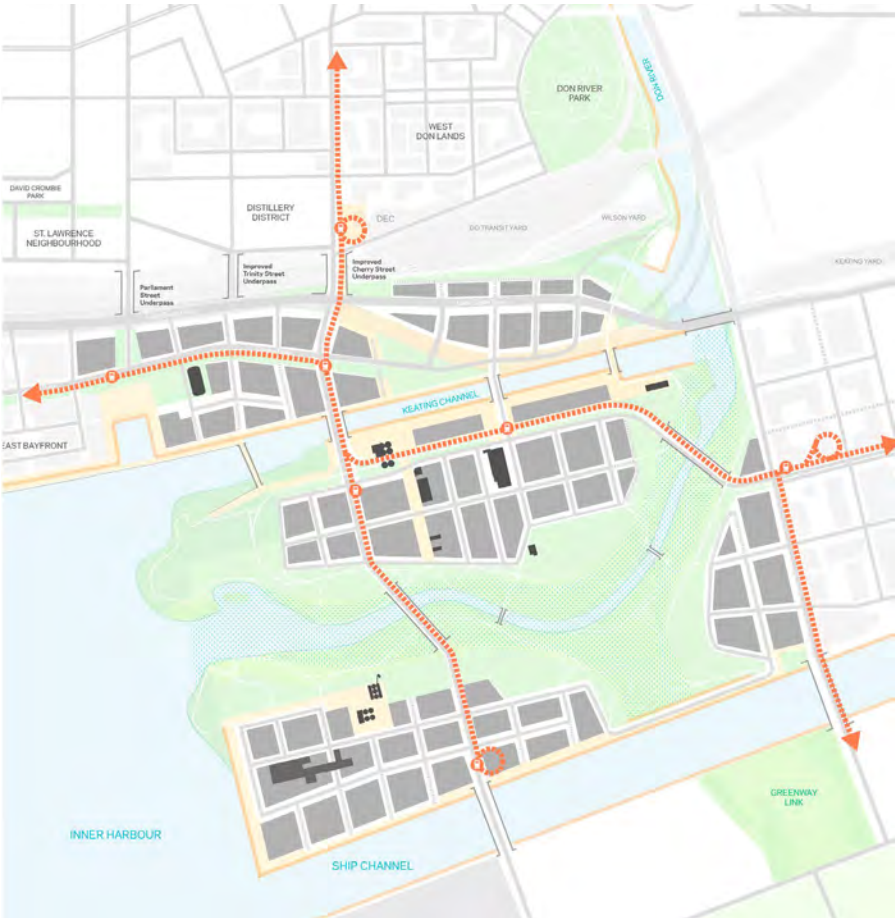 DON RIVER
PARK
DON RIVER
WEST
DON LANDS
DAVID CROMBIE
PARK
DISTILLERY
DISTRICT
DEC
ST. LAWRENCE
NEIGHBOURHOOD
GO TRANSIT YARD
WILSON YARD
KEATING YARD
Parliament
Street
Underpass
Improved
Trinity Street
Underpass
Improved
Cherry Street
Underpass
KEATING CHANNEL
EAST BAYFRONT
GREENWAY
LINK
INNER HARBOUR
SHIP CHANNEL